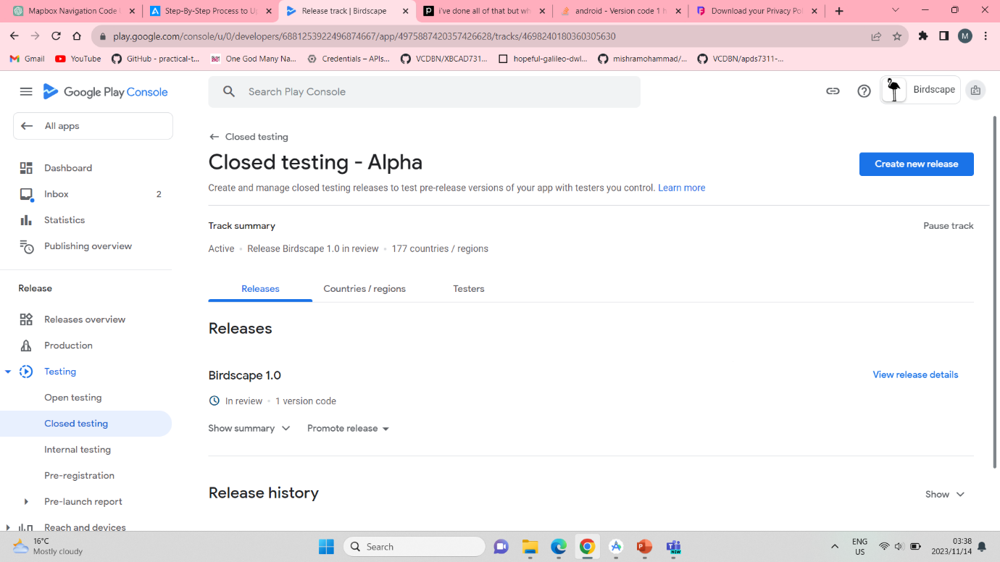 Mapbox Navigation Code
Step-By-Step Process to Up
Release track | Birdscape
i've done all of that but wh
android - Version code 1 h
Download your Privacy Pol
play.google.com/console/u/0/developers/6881253922496874667/app/4975887420357426628/tracks/4698240180360305630
M
Gmail
YouTube
GitHub - practical-t...
One God Many Na...
Credentials – APIs...
VCDBN/XBCAD731...
hopeful-galileo-dwl...
mishramohammad/...
VCDBN/apds7311-...
Google Play Console
Search Play Console
Birdscape
All apps
Dashboard
Inbox 2
Statistics
Publishing overview
Release
Releases overview
Production
Testing
Open testing
Closed testing
Internal testing
Pre-registration
Pre-launch report
Reach and devices
Closed testing
Closed testing - Alpha
Create new release
Create and manage closed testing releases to test pre-release versions of your app with testers you control. Learn more
Track summary
Pause track
Active • Release Birdscape 1.0 in review • 177 countries / regions
Releases
Countries / regions
Testers
Releases
Birdscape 1.0
View release details
In review • 1 version code
Show summary
Promote release
Release history
Show
16°C
Mostly cloudy
Search
NEW
ENG
US
03:38
2023/11/14